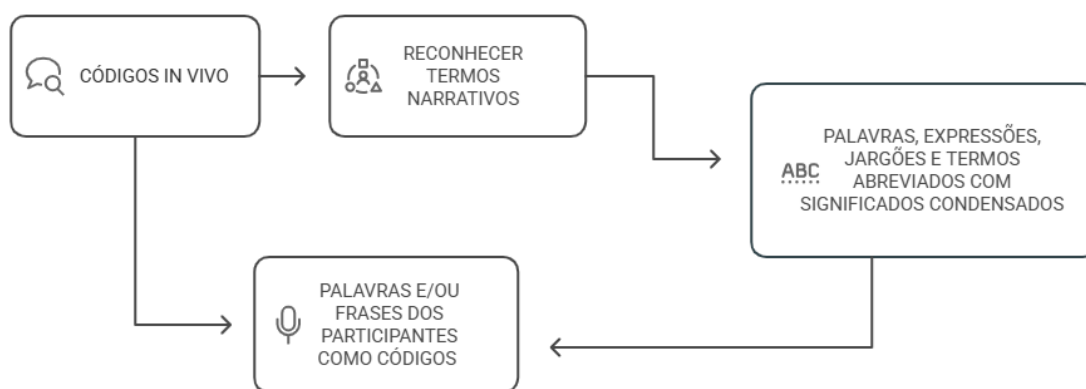 CÓDIGOS IN VIVO
RECONHECER
TERMOS
NARRATIVOS
ABC
PALAVRAS, EXPRESSÕES,
JARGÕES E TERMOS
ABREVIADOS COM
SIGNIFICADOS CONDENSADOS
PALAVRAS E/OU
FRASES DOS
PARTICIPANTES
COMO CÓDIGOS